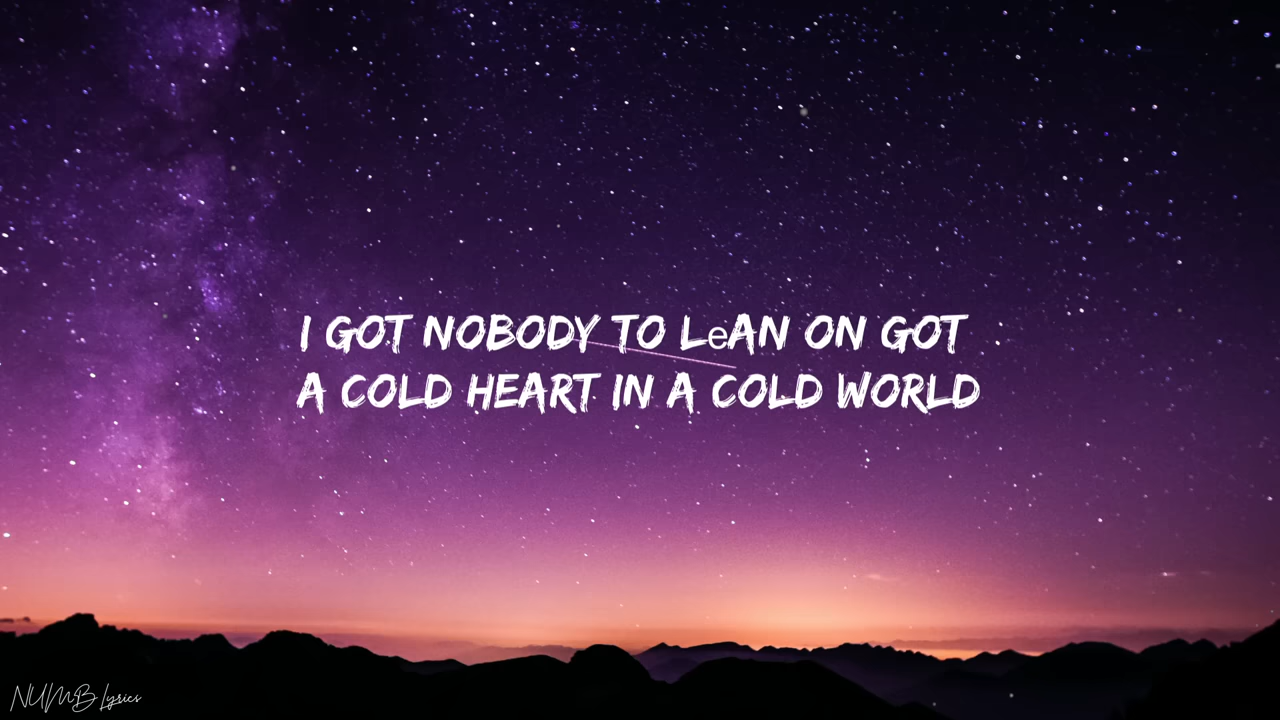 I GOT NOBODY TO LeAN ON GOT
A COLD HEART IN A COLD WORLD
NUMB Lyrics